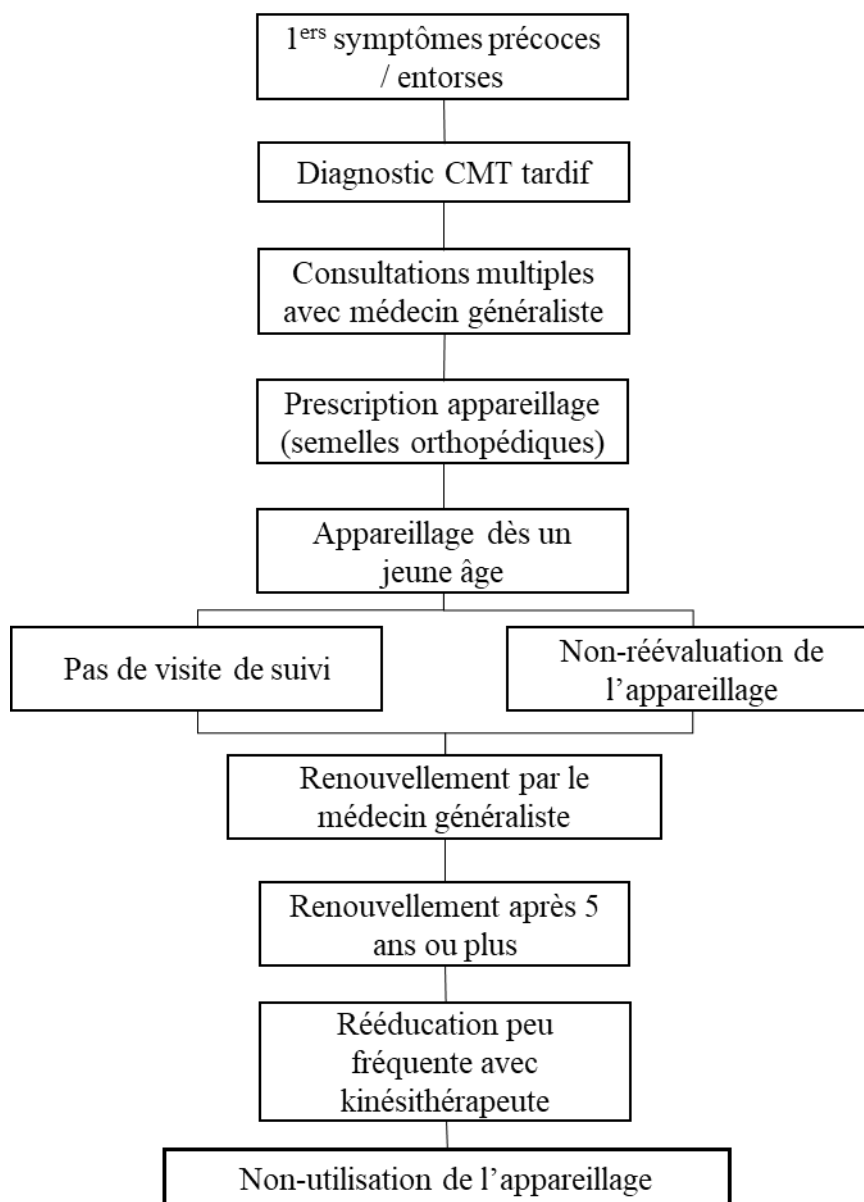 1ers symptômes précoces
/ entorses
Diagnostic CMT tardif
Consultations multiples
avec médecin généraliste
Prescription appareillage
(semelles orthopédiques)
Appareillage dès un
jeune âge
Pas de visite de suivi
Non-réévaluation de
l’appareillage
Renouvellement par le
médecin généraliste
Renouvellement après 5
ans ou plus
Rééducation peu
fréquente avec
kinésithérapeute
Non-utilisation de l’appareillage